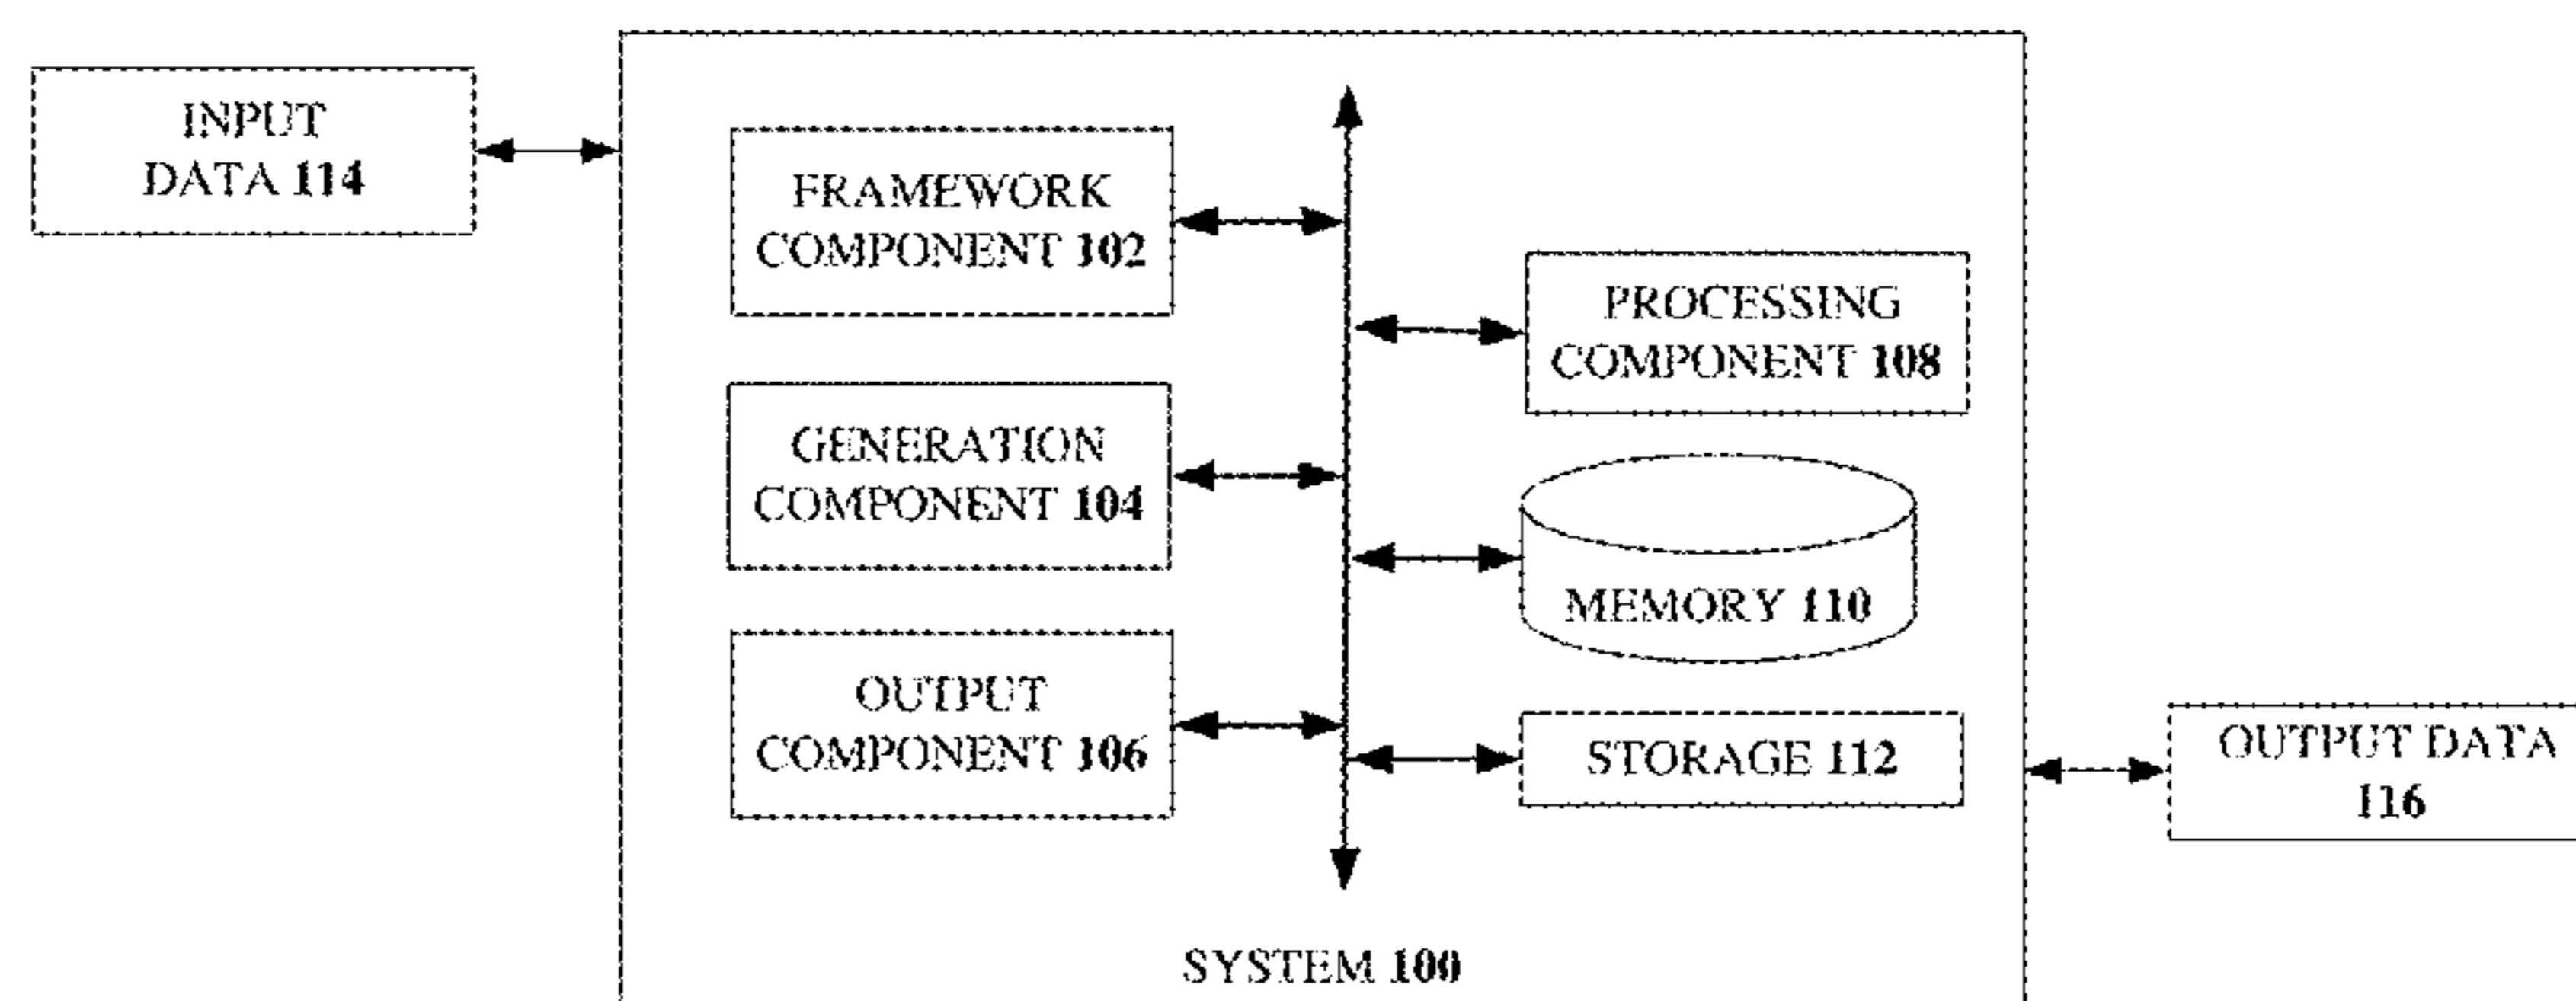 INPUT
DATA 114
FRAMEWORK
COMPONENT 102
PROCESSING
COMPONENT 108
GENERATION
COMPONENT 104
MEMORY 110
OUTPUT
COMPONENT 106
STORAGE 112
OUTPUT DATA
116
SYSTEM 100